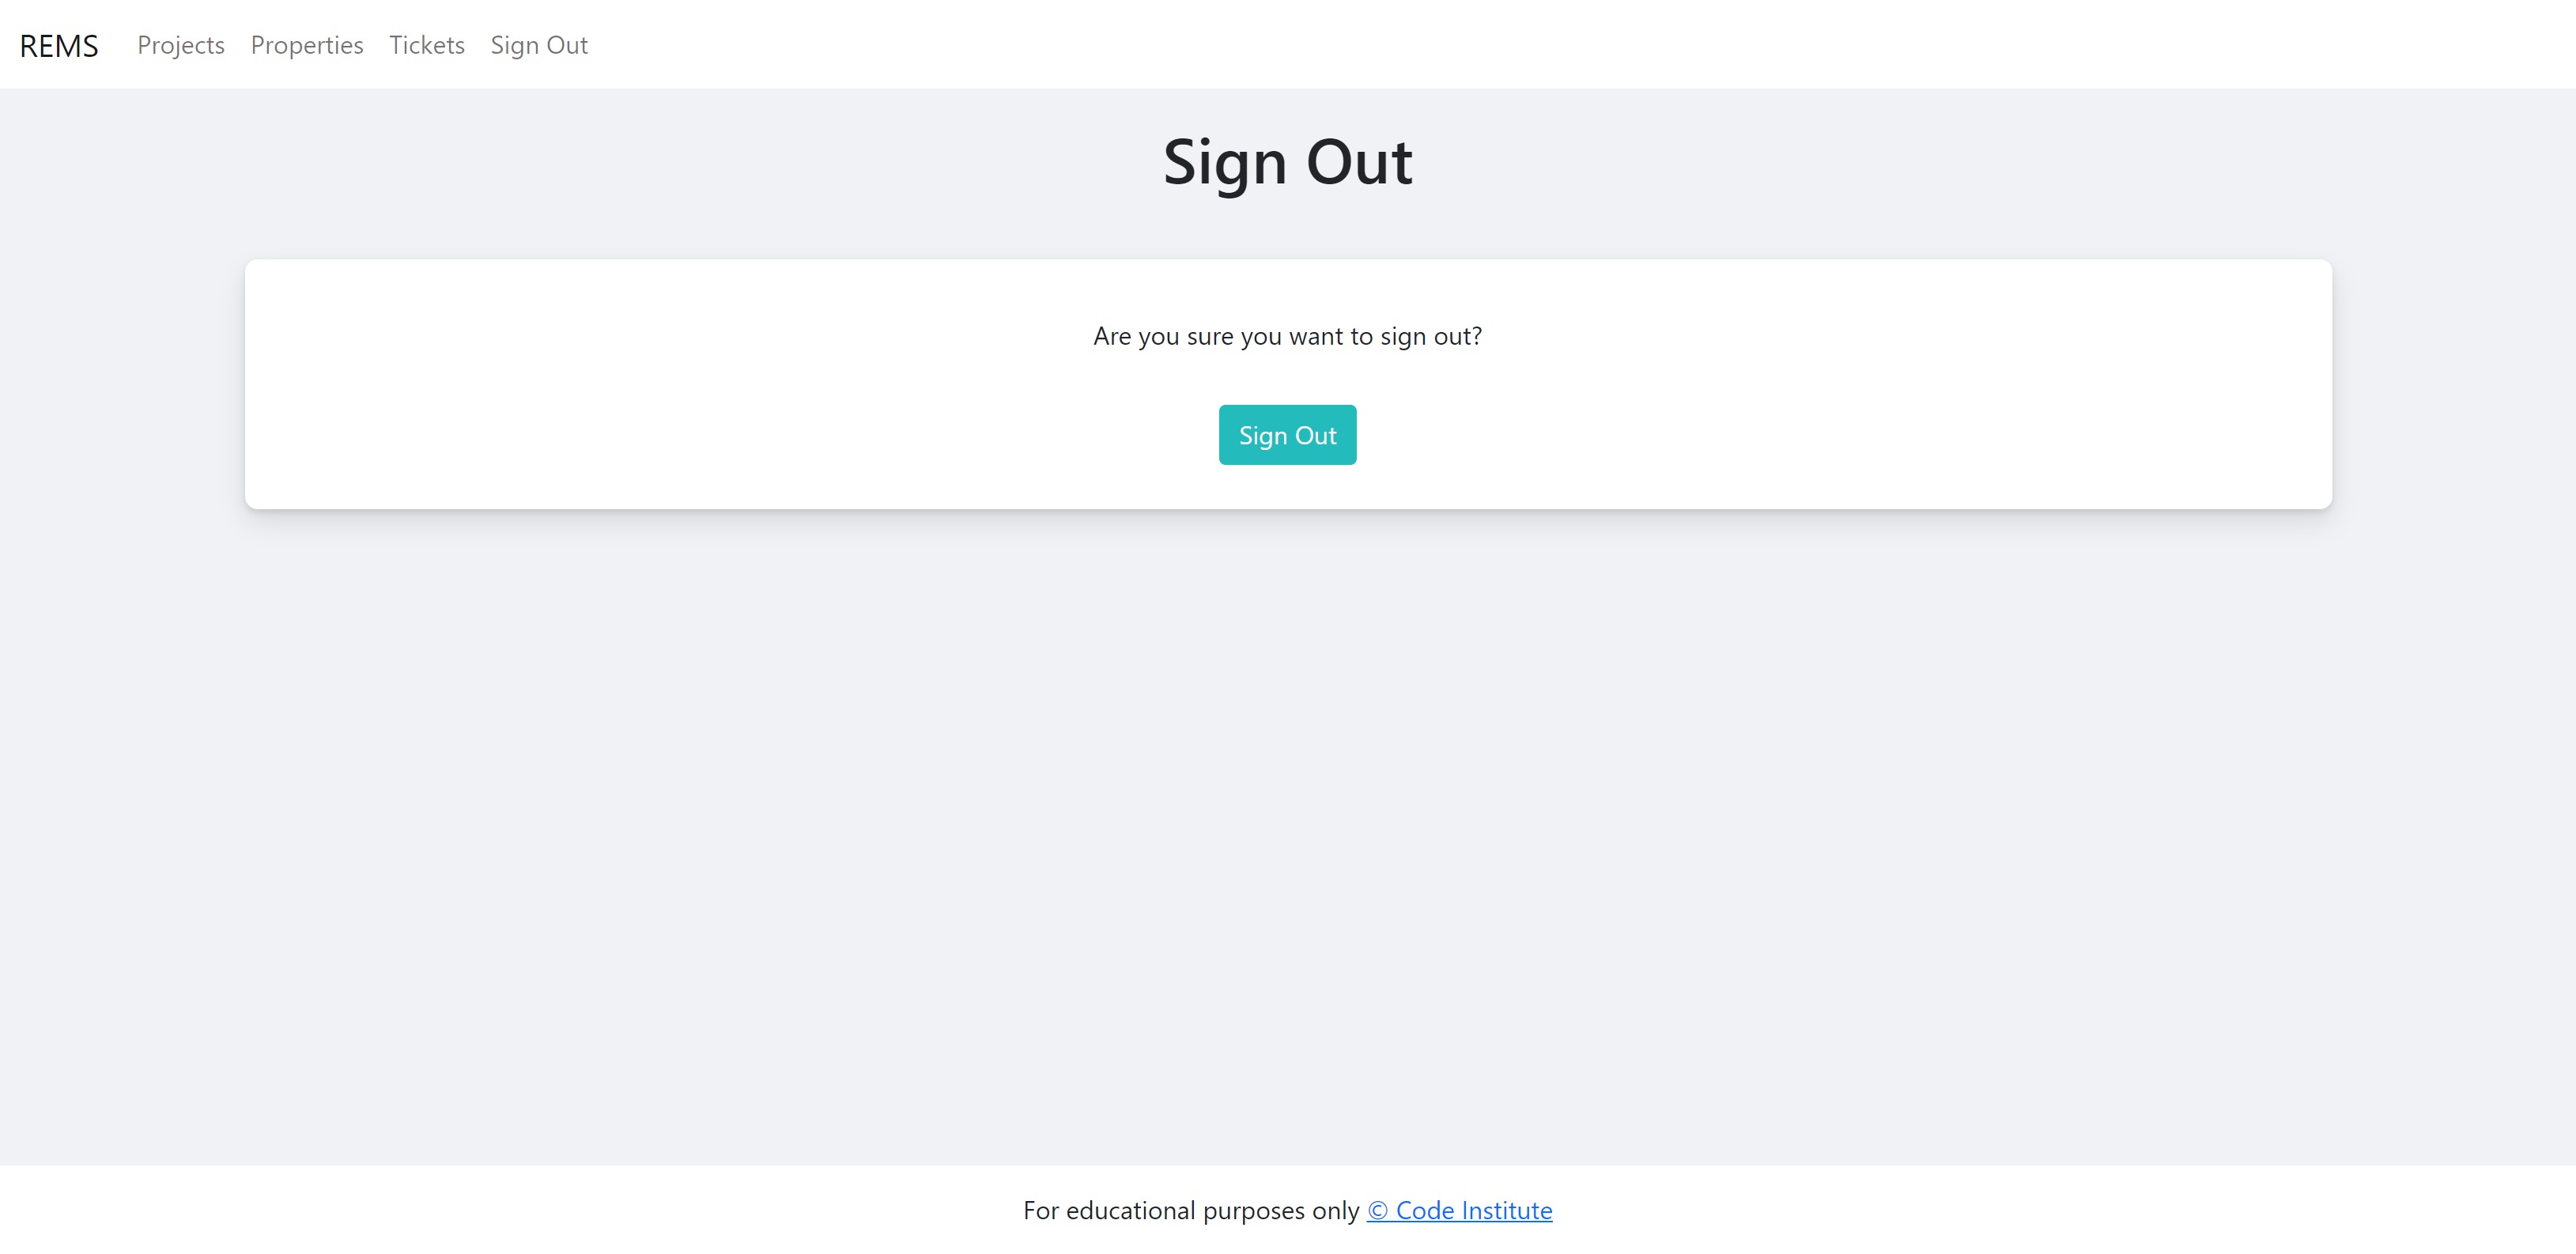 REMS Projects Properties Tickets Sign Out
Sign Out
Are you sure you want to sign out?
Sign Out
For educational purposes only © Code Institute